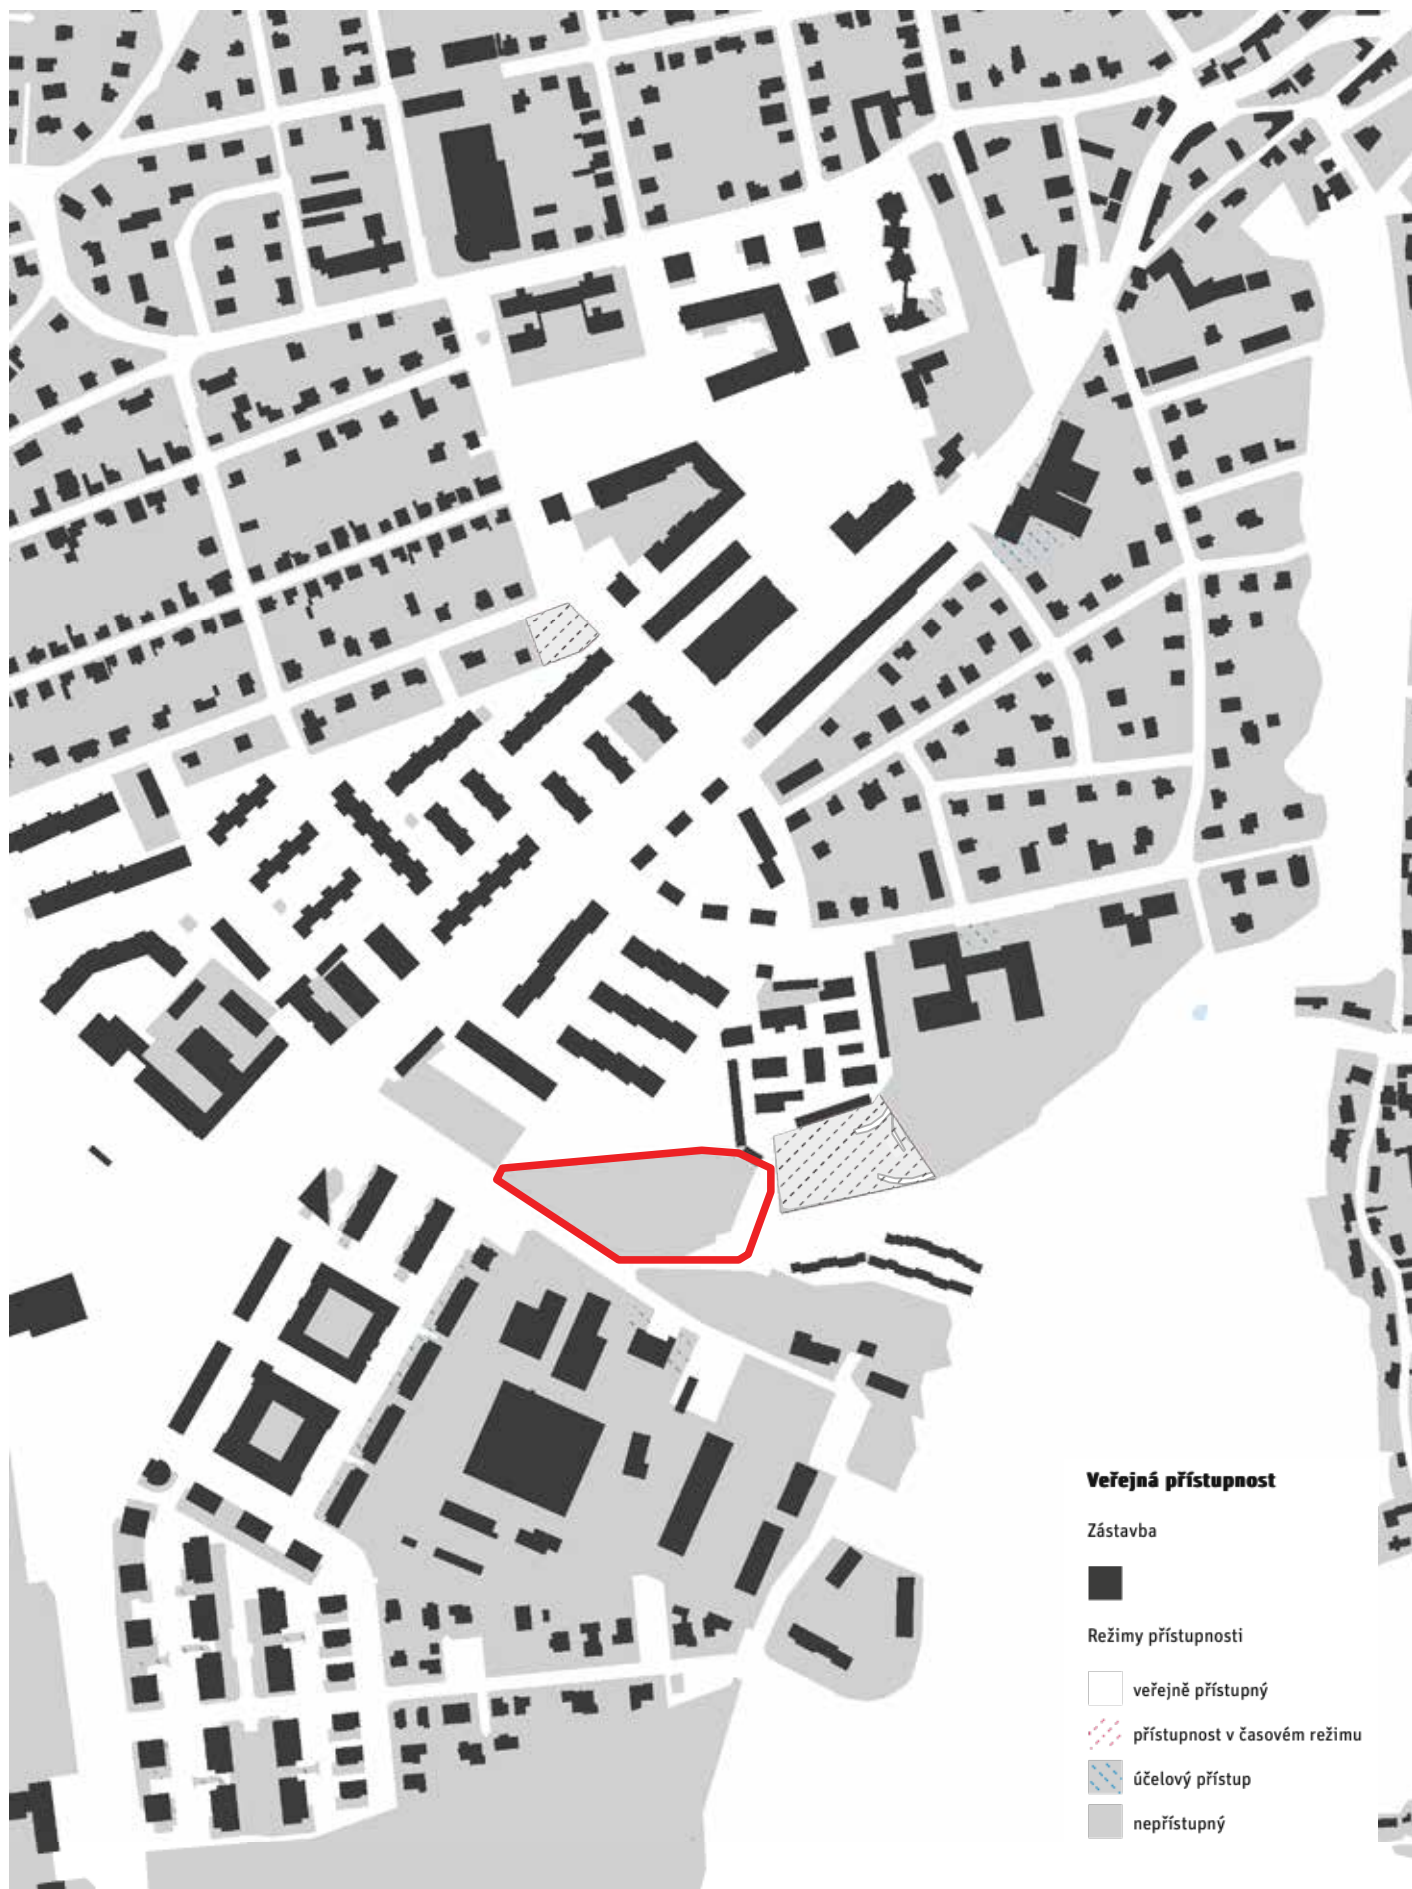 Veřejná přístupnost
Zástavba
Režimy přístupnosti
veřejně přístupný
přístupnost v časovém režimu
účelový přístup
nepřístupný